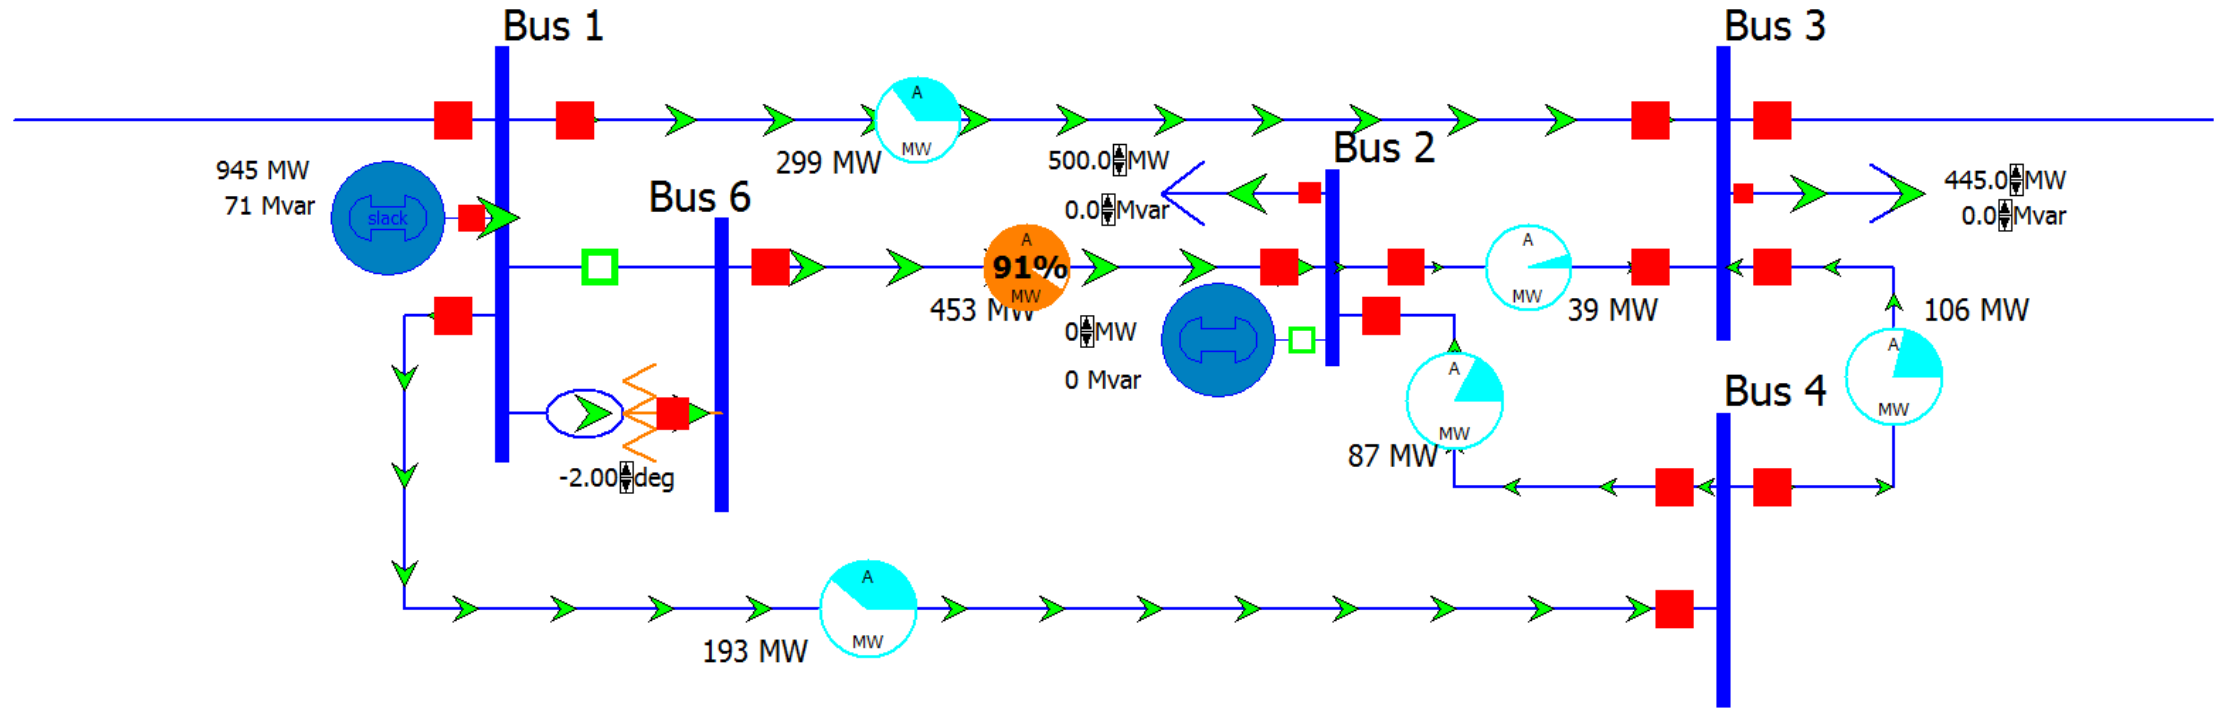 Bus 1
Bus 3
A
MW
299 MW
500.0 MW
Bus 2
945 MW
71 Mvar
slack
Bus 6
0.0 Mvar
445.0 MW
0.0 Mvar
A
91%
MW
453 MW
A
MW
39 MW
0 MW
0 Mvar
106 MW
A
MW
A
MW
87 MW
Bus 4
-2.00 deg
A
MW
193 MW